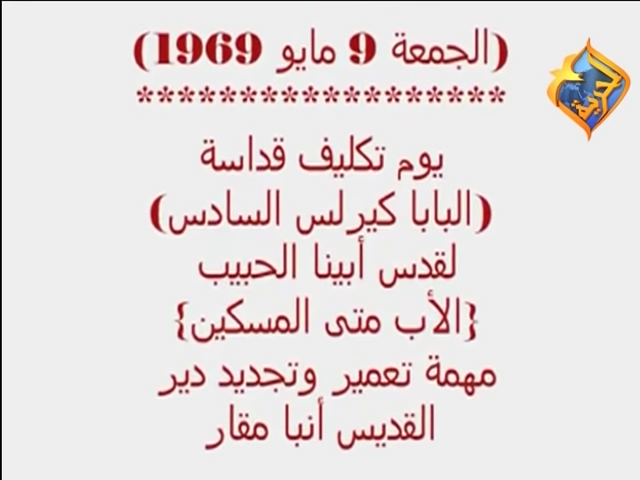 (الجمعة 9 مايو 1969)
******************
يوم تكليف قداسة
(البابا كيرلس السادس)
لقدس أبينا الحبيب
{الأب متى المسكين}
مهمة تعمير وتجديد دير
القديس أنبا مقار
الحرية